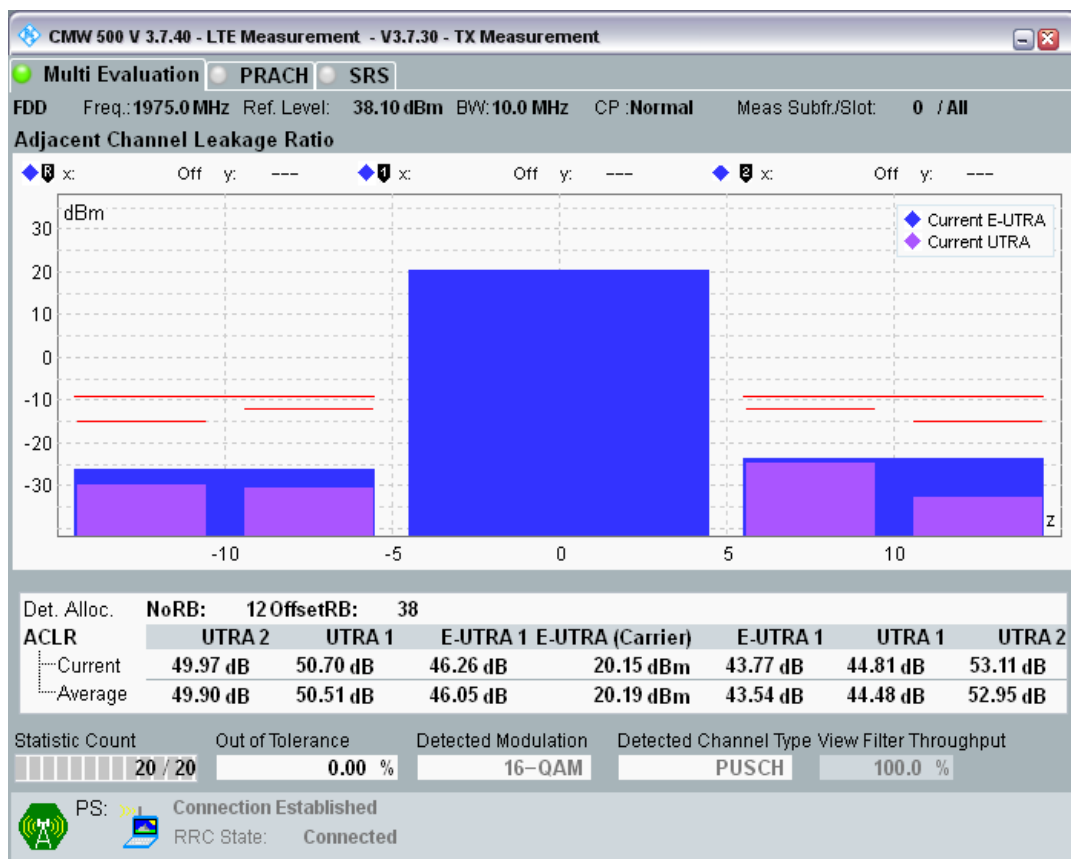 CMW 500 V 3.7.40 - LTE Measurement - V3.7.30 - TX Measurement
Multi Evaluation PRACH SRS
FDD Freq.: 1975.0 MHz Ref. Level: 38.10 dBm BW: 10.0 MHz CP :Normal Meas Subfr./Slot: 0 / All
Adjacent Channel Leakage Ratio
R x: Off y: --- 1 x: Off y: --- 2 x: Off y: ---
dBm
Current E-UTRA
Current UTRA
30
20
10
0
-10
-20
-30
z
-10 -5 0 5 10
Det. Alloc. NoRB: 12 OffsetRB: 38
ACLR UTRA 2 UTRA 1 E-UTRA 1 E-UTRA (Carrier) E-UTRA 1 UTRA 1 UTRA 2
Current 49.97 dB 50.70 dB 46.26 dB 20.15 dBm 43.77 dB 44.81 dB 53.11 dB
Average 49.90 dB 50.51 dB 46.05 dB 20.19 dBm 43.54 dB 44.48 dB 52.95 dB
Statistic Count Out of Tolerance Detected Modulation Detected Channel Type View Filter Throughput
20 / 20 0.00 % 16-QAM PUSCH 100.0 %
PS: Connection Established
RRC State: Connected